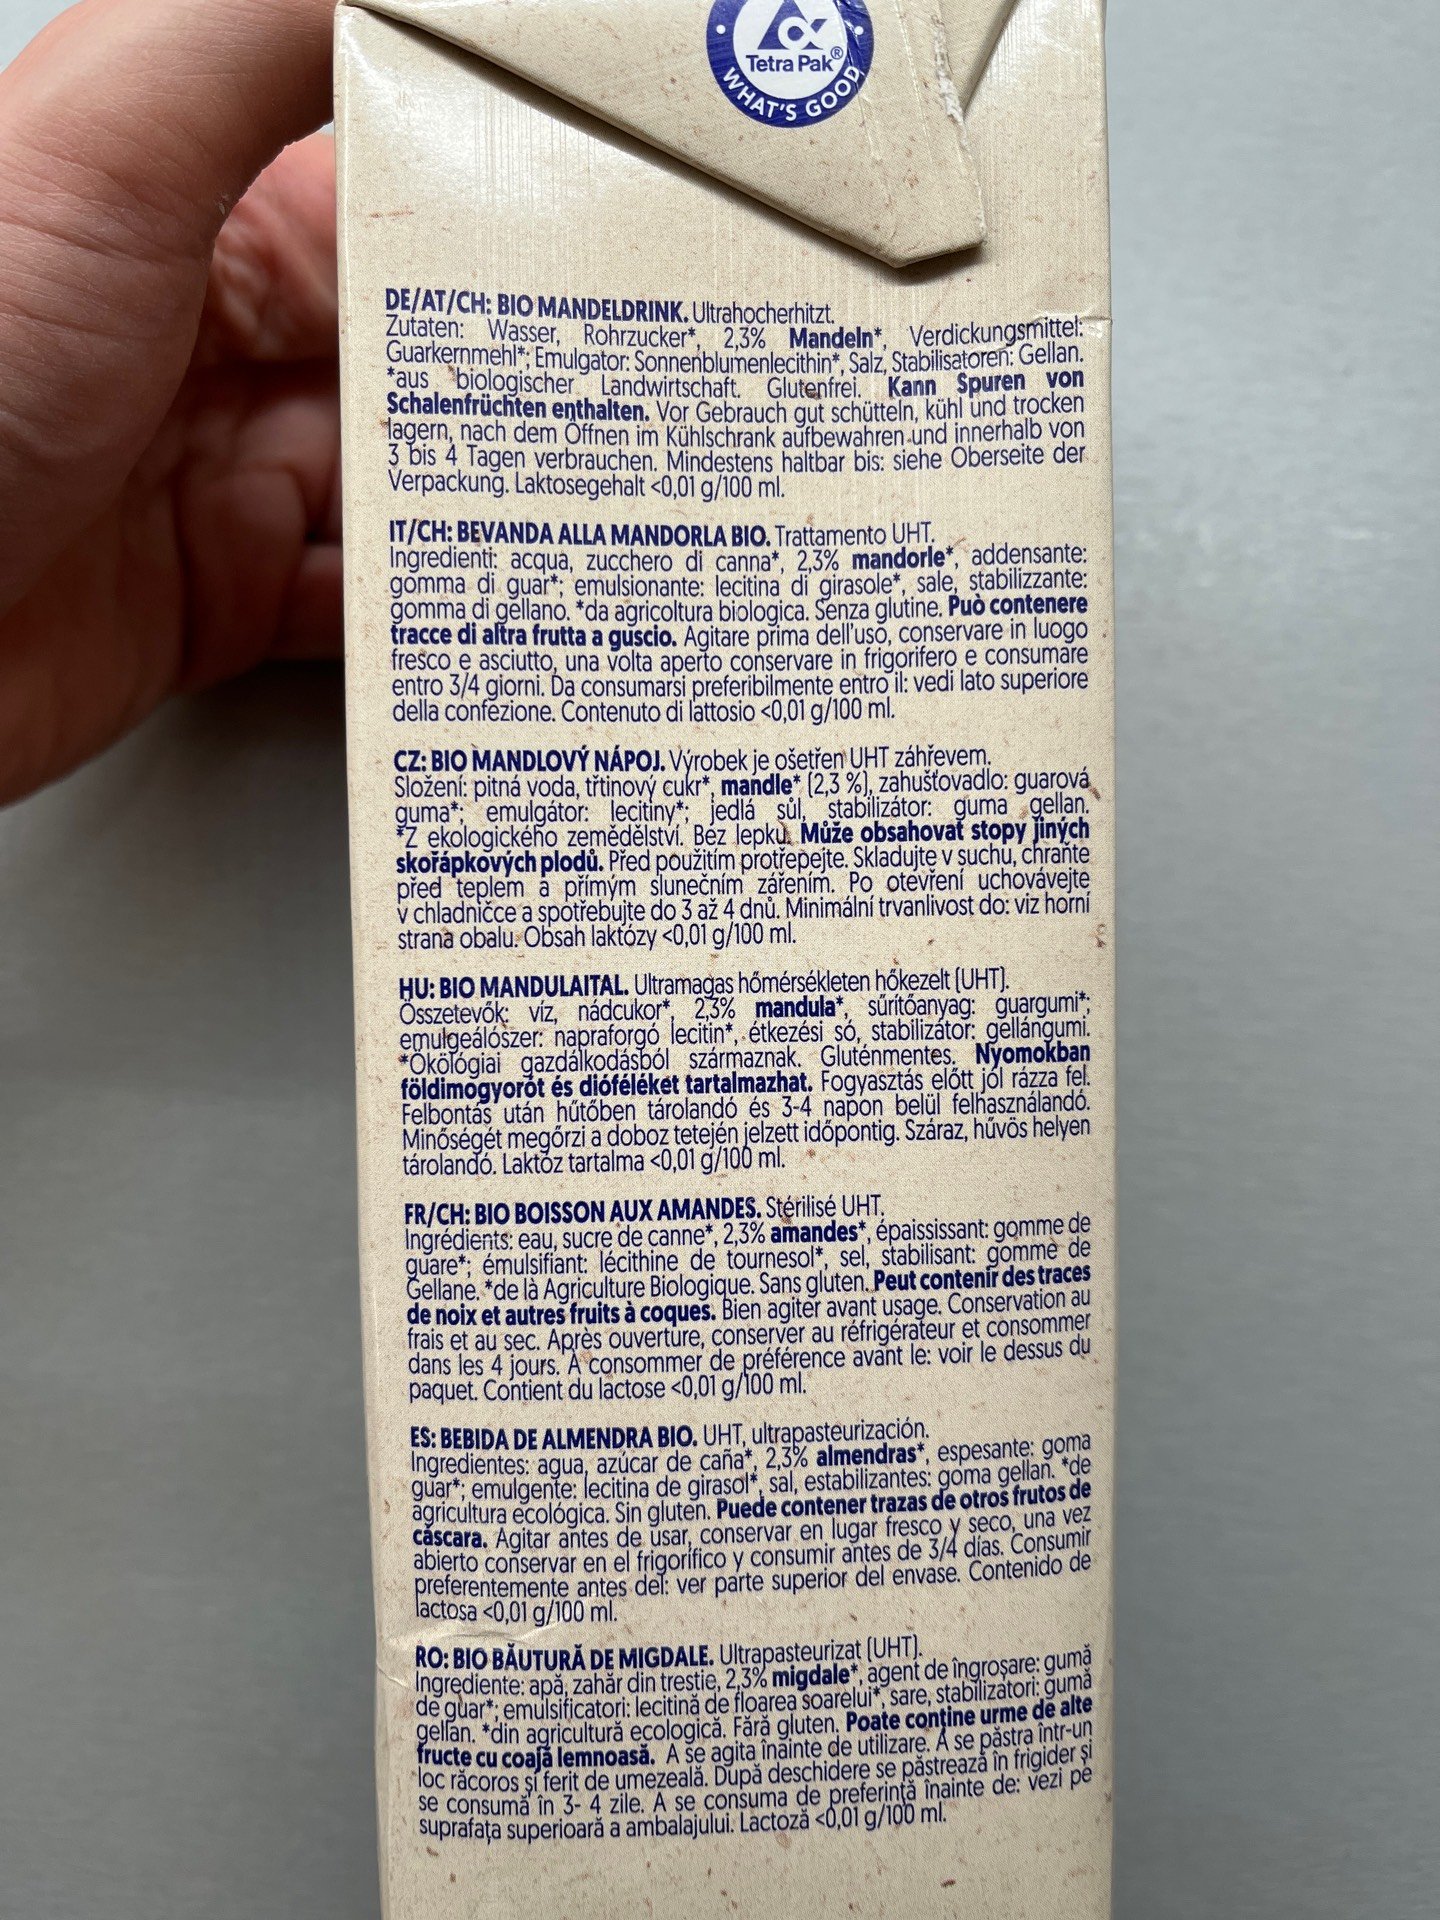 Tetra Pak®
WHAT'S GOOD
DE/AT/CH: BIO MANDELDRINK. Ultrahocherhitzt.
Zutaten: Wasser, Rohrzucker*, 2,3% Mandeln*, Verdickungsmittel:
Guarkernmehl*; Emulgator: Sonnenblumenlecithin*, Salz, Stabilisatoren: Gellan.
*aus biologischer Landwirtschaft. Glutenfrei. Kann Spuren von
Schalenfrüchten enthalten. Vor Gebrauch gut schütteln, kühl und trocken
lagern, nach dem Öffnen im Kühlschrank aufbewahren und innerhalb von
3 bis 4 Tagen verbrauchen. Mindestens haltbar bis: siehe Oberseite der
Verpackung. Laktosegehalt <0,01 g/100 ml.
IT/CH: BEVANDA ALLA MANDORLA BIO. Trattamento UHT.
Ingredienti: acqua, zucchero di canna*, 2,3% mandorle*, addensante:
gomma di guar*; emulsionante: lecitina di girasole*, sale, stabilizzante:
gomma di gellano. *da agricoltura biologica. Senza glutine. Può contenere
tracce di altra frutta a guscio. Agitare prima dell'uso, conservare in luogo
fresco e asciutto, una volta aperto conservare in frigorifero e consumare
entro 3/4 giorni. Da consumarsi preferibilmente entro il: vedi lato superiore
della confezione. Contenuto di lattosio <0,01 g/100 ml.
CZ: BIO MANDLOVÝ NÁPOJ. Výrobek je ošetřen UHT záhřevem.
Složení: pitná voda, třtinový cukr*, mandle* (2,3 %), zahušťovadlo: guarová
guma*; emulgátor: lecitiny*; jedlá sůl, stabilizátor: guma gellan.
*Z ekologického zemědělství. Bez lepku. Může obsahovat stopy jiných
skořápkových plodů. Před použitím protřepejte. Skladujte v suchu, chraňte
před teplem a přímým slunečním zářením. Po otevření uchovávejte
v chladničce a spotřebujte do 3 až 4 dnů. Minimální trvanlivost do: viz horní
strana obalu. Obsah laktózy <0,01 g/100 ml.
HU: BIO MANDULAITAL. Ultramagas hőmérsékleten hőkezelt (UHT).
Összetevők: víz, nádcukor*, 2,3% mandula*, sűrítőanyag: guargumi*;
emulgeálószer: napraforgó lecitin*, étkezési só, stabilizátor: gellángumi.
*Ökológiai gazdálkodásból származnak. Gluténmentes. Nyomokban
földimogyorót és dióféléket tartalmazhat. Fogyasztás előtt jól rázza fel.
Felbontás után hűtőben tárolandó és 3-4 napon belül felhasználandó.
Minőségét megőrzi a doboz tetején jelzett időpontig. Száraz, hűvös helyen
tárolandó. Laktóz tartalma <0,01 g/100 ml.
FR/CH: BIO BOISSON AUX AMANDES. Stérilisé UHT.
Ingrédients: eau, sucre de canne*, 2,3% amandes*, épaississant: gomme de
guare*; émulsifiant: lécithine de tournesol*, sel, stabilisant: gomme de
Gellane. *de là Agriculture Biologique. Sans gluten. Peut contenir des traces
de noix et autres fruits à coques. Bien agiter avant usage. Conservation au
frais et au sec. Après ouverture, conserver au réfrigérateur et consommer
dans les 4 jours. À consommer de préférence avant le: voir le dessus du
paquet. Contient du lactose <0,01 g/100 ml.
ES: BEBIDA DE ALMENDRA BIO. UHT, ultrapasteurización.
Ingredientes: agua, azúcar de caña*, 2,3% almendras*, espesante: goma
guar*; emulgente: lecitina de girasol*, sal, estabilizantes: goma gellan. *de
agricultura ecológica. Sin gluten. Puede contener trazas de otros frutos de
cáscara. Agitar antes de usar, conservar en lugar fresco y seco, una vez
abierto conservar en el frigorífico y consumir antes de 3/4 días. Consumir
preferentemente antes del: ver parte superior del envase. Contenido de
lactosa <0,01 g/100 ml.
RO: BIO BĂUTURĂ DE MIGDALE. Ultrapasteurizat (UHT).
Ingrediente: apă, zahăr din trestie, 2,3% migdale*, agent de îngroșare: gumă
de guar*; emulsificatori: lecitină de floarea soarelui*, sare, stabilizatori: gumă
gellan. *din agricultură ecologică. Fără gluten. Poate conține urme de alte
fructe cu coajă lemnoasă. A se agita înainte de utilizare. A se păstra într-un
loc răcoros și ferit de umezeală. După deschidere se păstrează în frigider și
se consumă în 3- 4 zile. A se consuma de preferință înainte de: vezi pe
suprafața superioară a ambalajului. Lactoză <0,01 g/100 ml.